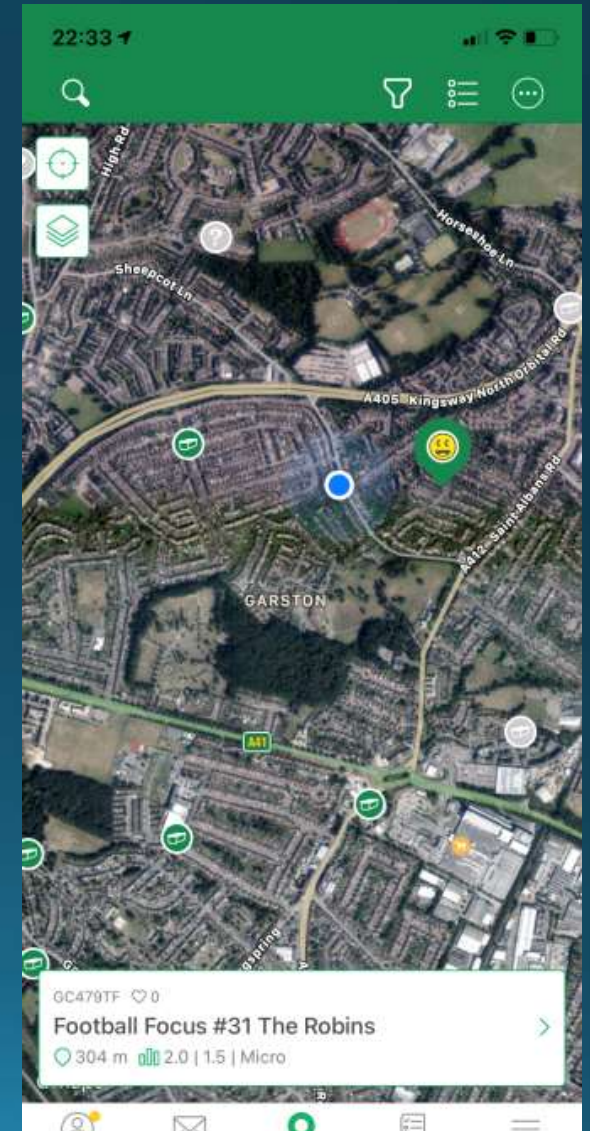 22:33
High Rd
Horseshoe Ln
Sheepcot Ln
A405 Kingsway North Orbital Rd
A412 Saint Albans Rd
GARSTON
A41
GC479TF 0
Football Focus #31 The Robins
304 m 2.0 | 1.5 | Micro